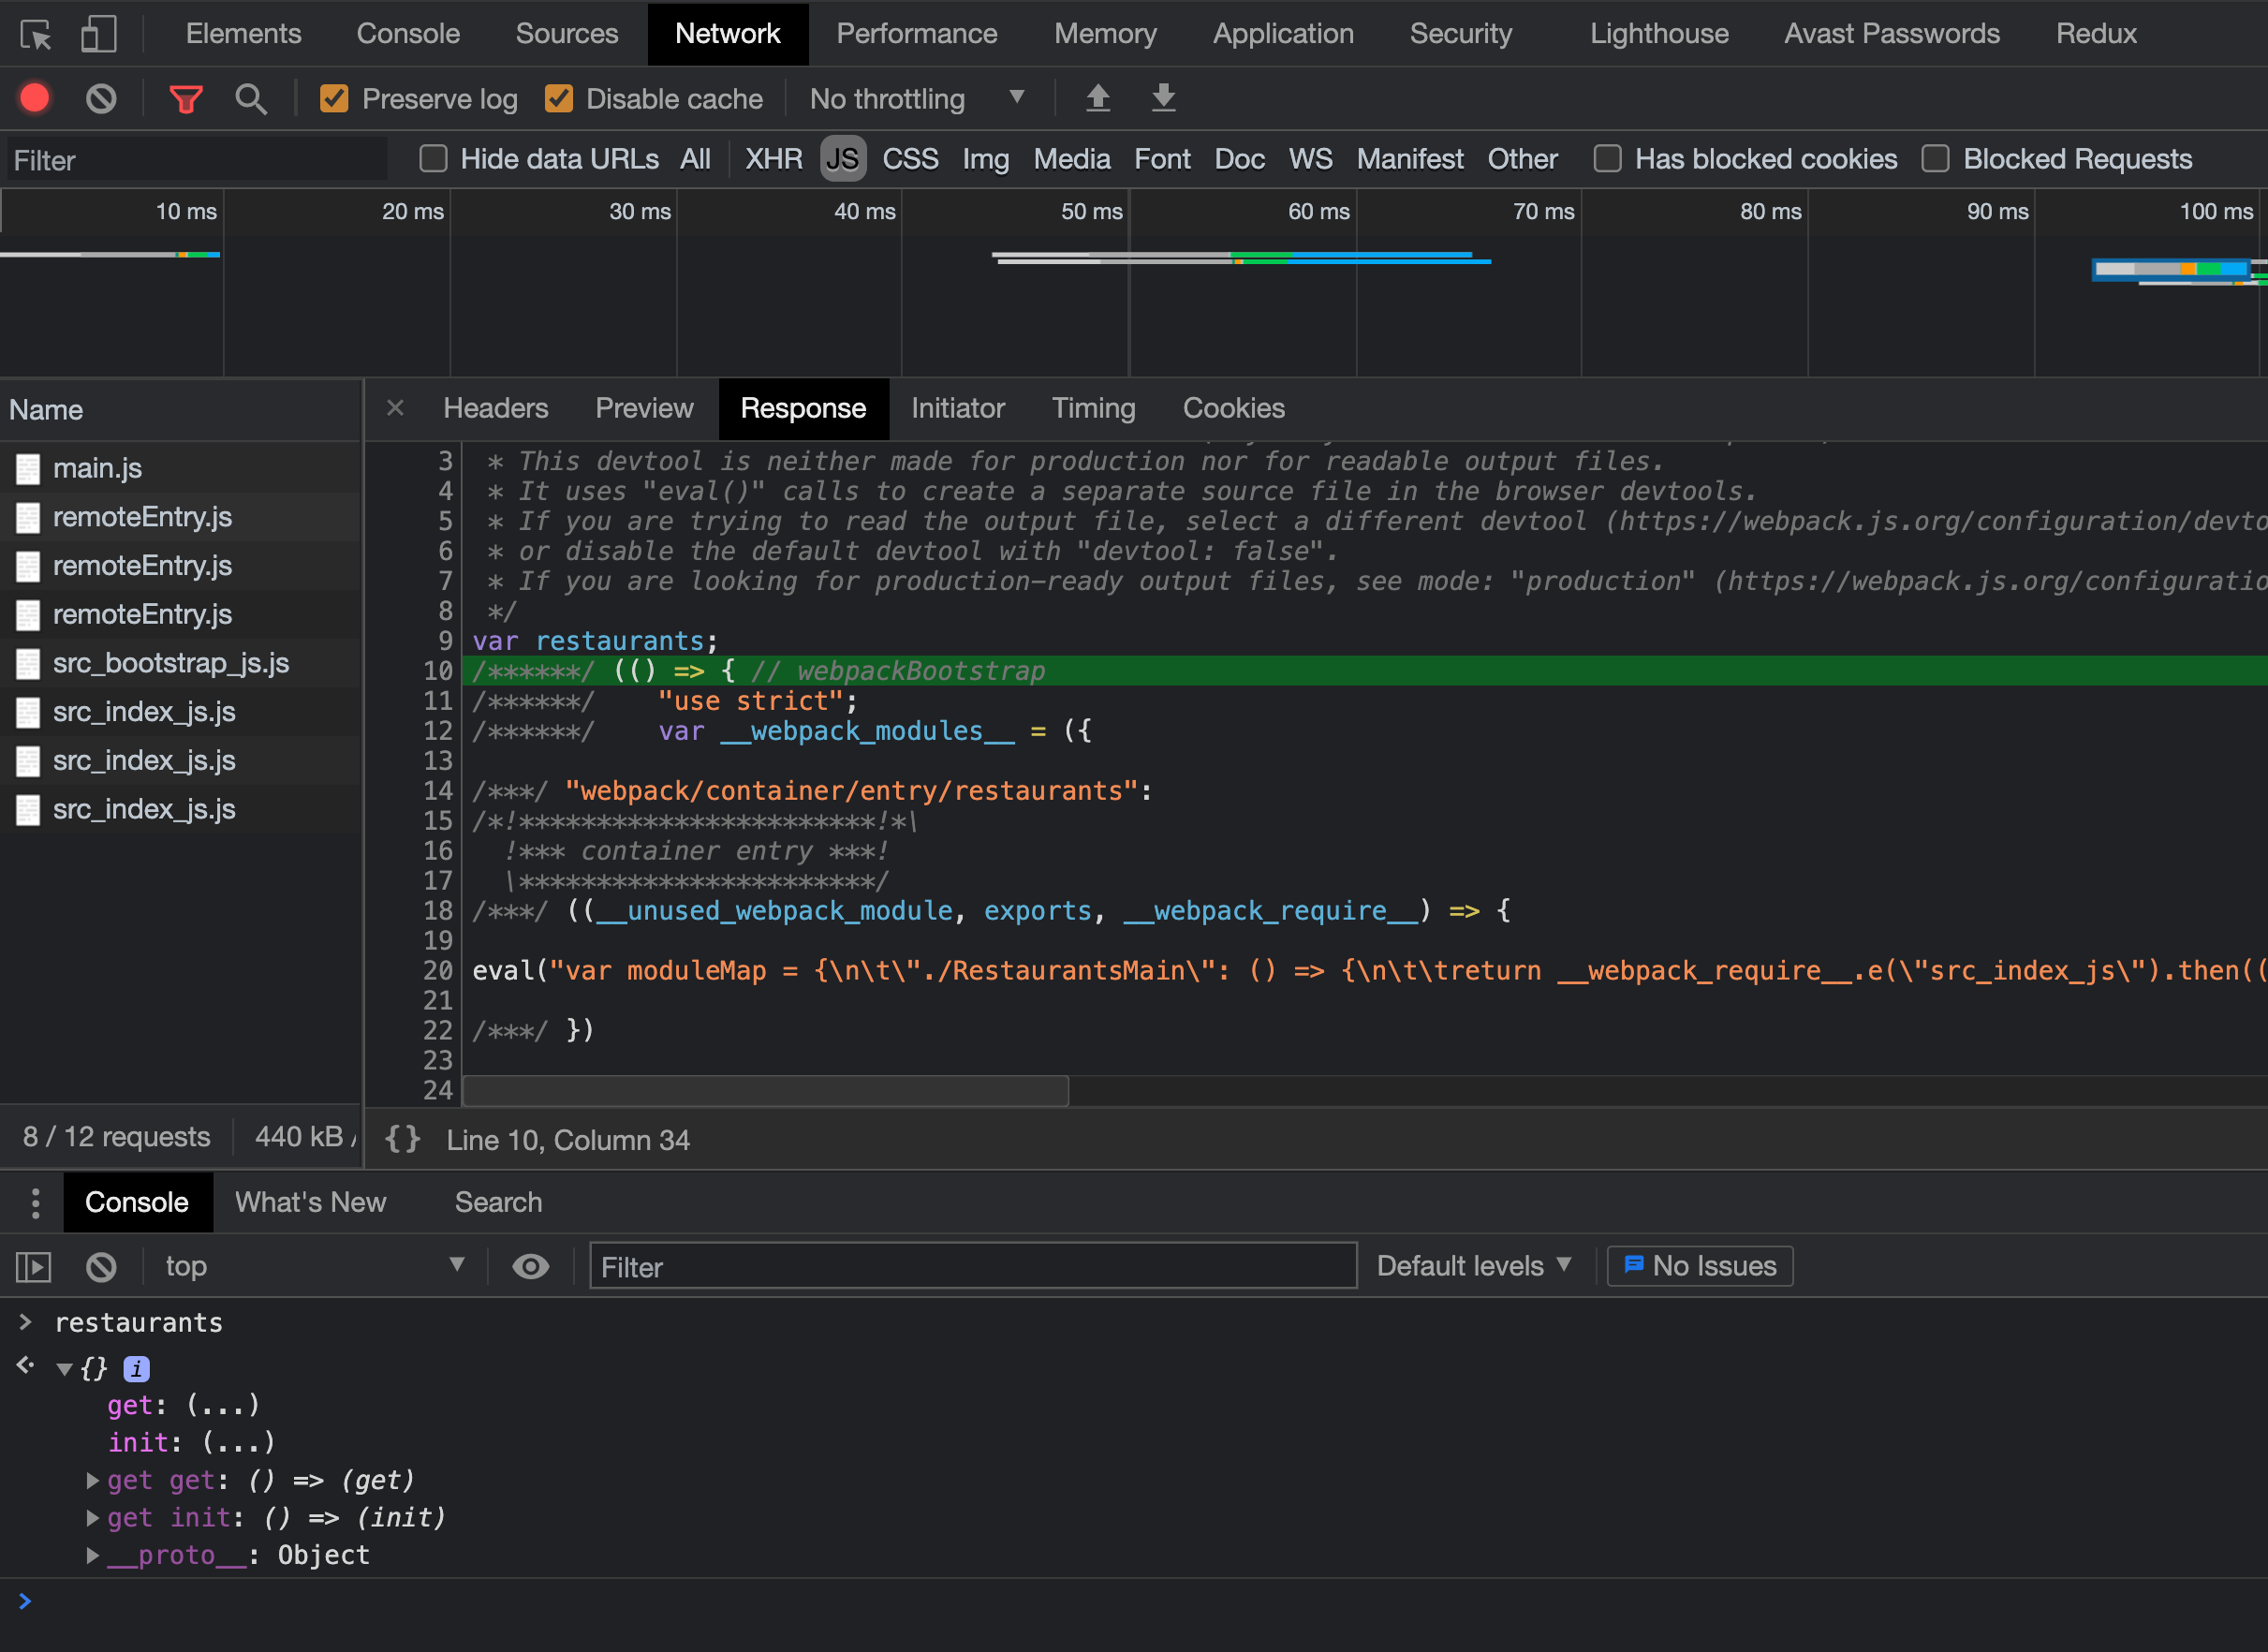 Elements Console Sources Network Performance Memory Application Security Lighthouse Avast Passwords Redux
Preserve log Disable cache No throttling
Filter Hide data URLs All XHR JS CSS Img Media Font Doc WS Manifest Other Has blocked cookies Blocked Requests
10 ms 20 ms 30 ms 40 ms 50 ms 60 ms 70 ms 80 ms 90 ms 100 ms
Name
main.js
remoteEntry.js
remoteEntry.js
remoteEntry.js
src_bootstrap_js.js
src_index_js.js
src_index_js.js
src_index_js.js
8 / 12 requests 440 kB /
× Headers Preview Response Initiator Timing Cookies
3 * This devtool is neither made for production nor for readable output files.
4 * It uses "eval()" calls to create a separate source file in the browser devtools.
5 * If you are trying to read the output file, select a different devtool (https://webpack.js.org/configuration/devto
6 * or disable the default devtool with "devtool: false".
7 * If you are looking for production-ready output files, see mode: "production" (https://webpack.js.org/configuratio
8 */
9 var restaurants;
10 /******/ (() => { // webpackBootstrap
11 /******/ "use strict";
12 /******/ var __webpack_modules__ = ({
13
14 /***/ "webpack/container/entry/restaurants":
15 /*!***********************!*\
16 !*** container entry ***!
17 \***********************/
18 /***/ ((__unused_webpack_module, exports, __webpack_require__) => {
19
20 eval("var moduleMap = {\n\t\"./RestaurantsMain\": () => {\n\t\treturn __webpack_require__.e(\"src_index_js\").then((
21
22 /***/ })
23
24
{} Line 10, Column 34
Console What's New Search
top Filter Default levels No Issues
> restaurants
{} i
get: (...)
init: (...)
get get: () => (get)
get init: () => (init)
__proto__: Object
>